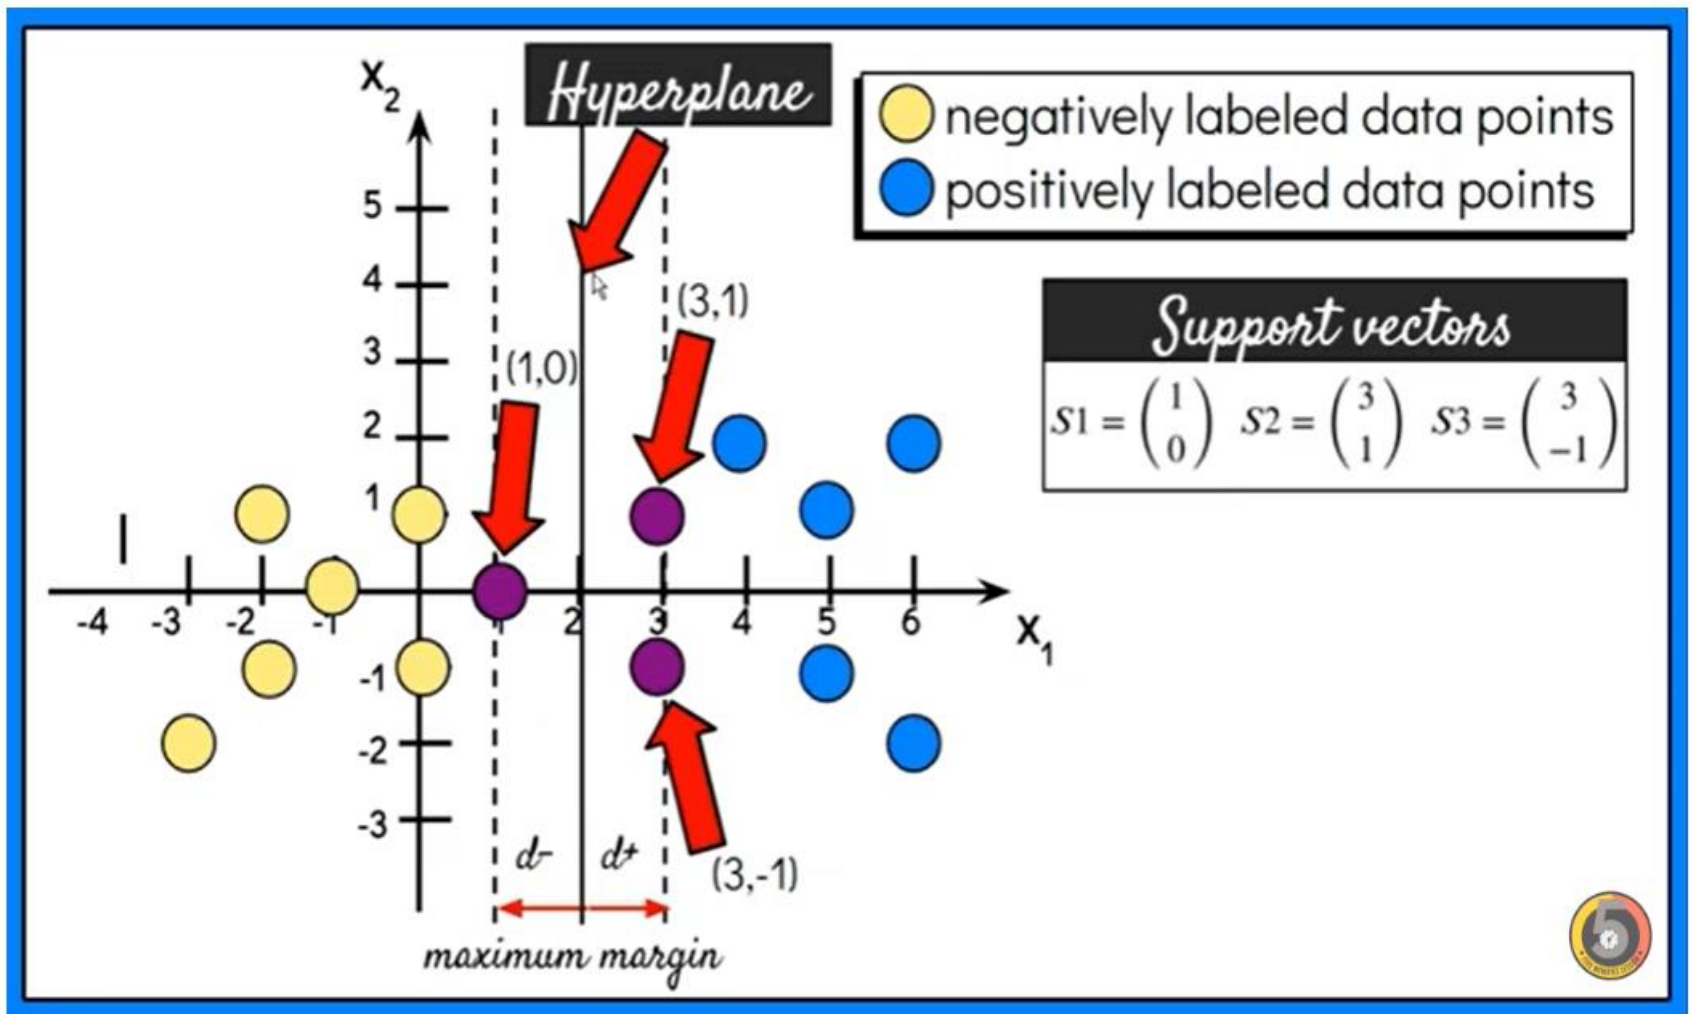 Hyperplane
negatively labeled data points
positively labeled data points
X2
5
4
3
2
1
(3,1)
(1,0)
Support vectors
S1 = (1 0) S2 = (3 1) S3 = (3 -1)
-4 -3 -2 -1 2 3 4 5 6
X1
-1
-2
-3
d- d+
(3,-1)
maximum margin
5